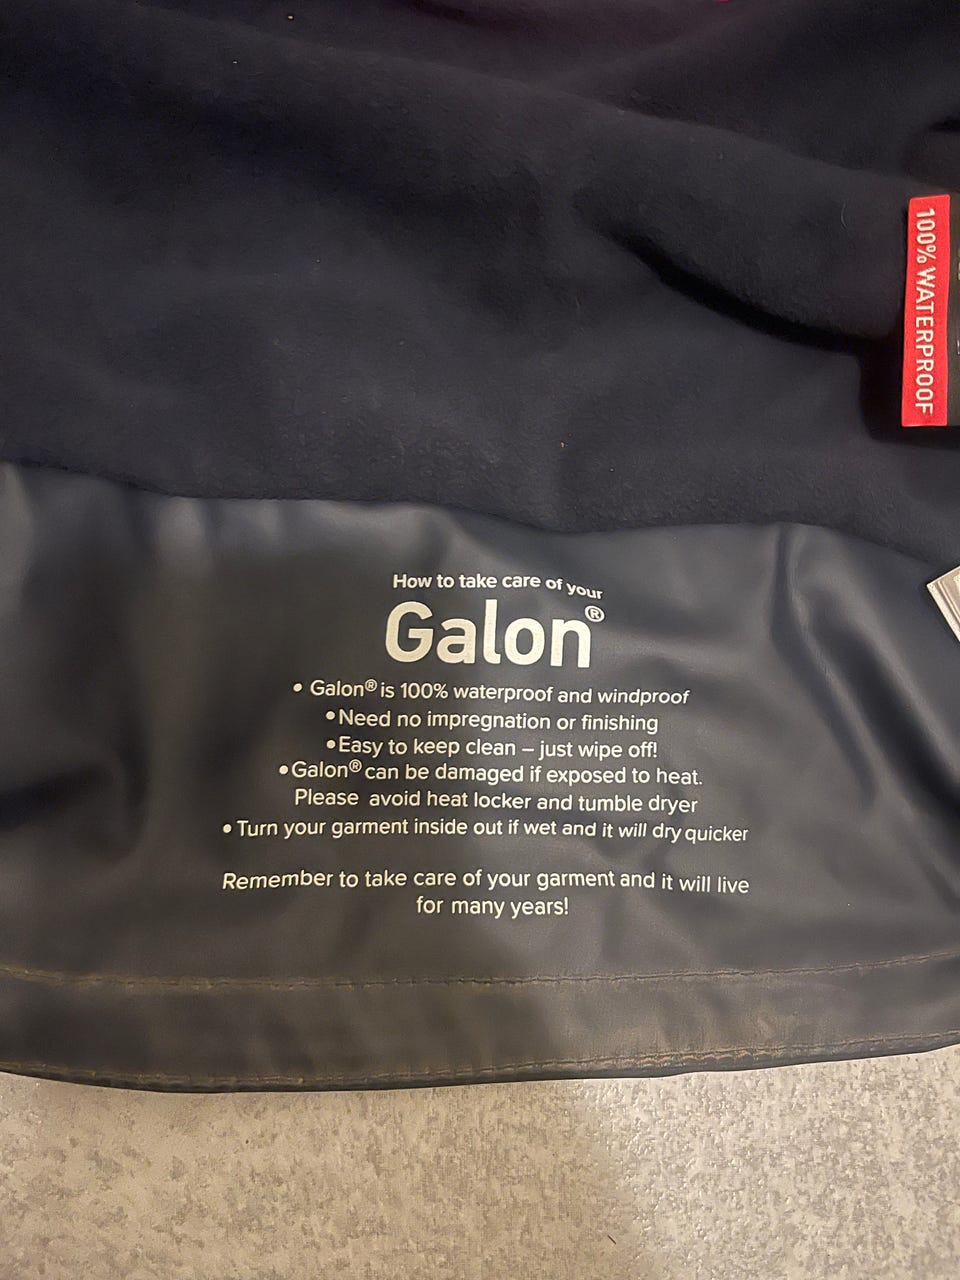 100% WATERPROOF
How to take care of your
Galon®
• Galon® is 100% waterproof and windproof
• Need no impregnation or finishing
• Easy to keep clean – just wipe off!
• Galon® can be damaged if exposed to heat.
Please avoid heat locker and tumble dryer
• Turn your garment inside out if wet and it will dry quicker
Remember to take care of your garment and it will live
for many years!